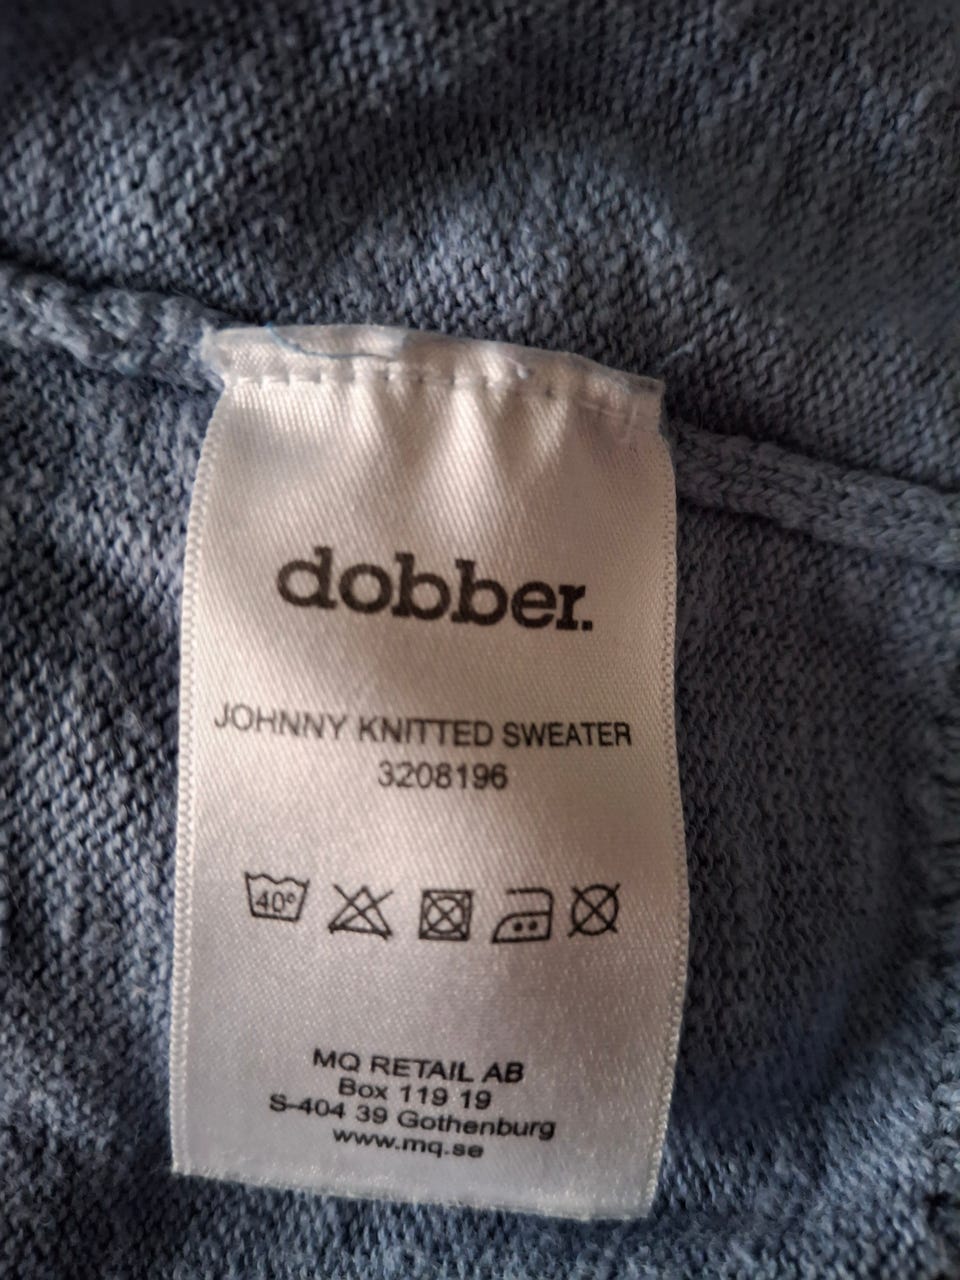 dobber.
JOHNNY KNITTED SWEATER
3208196
40°
MQ RETAIL AB
Box 119 19
S-404 39 Gothenburg
www.mq.se